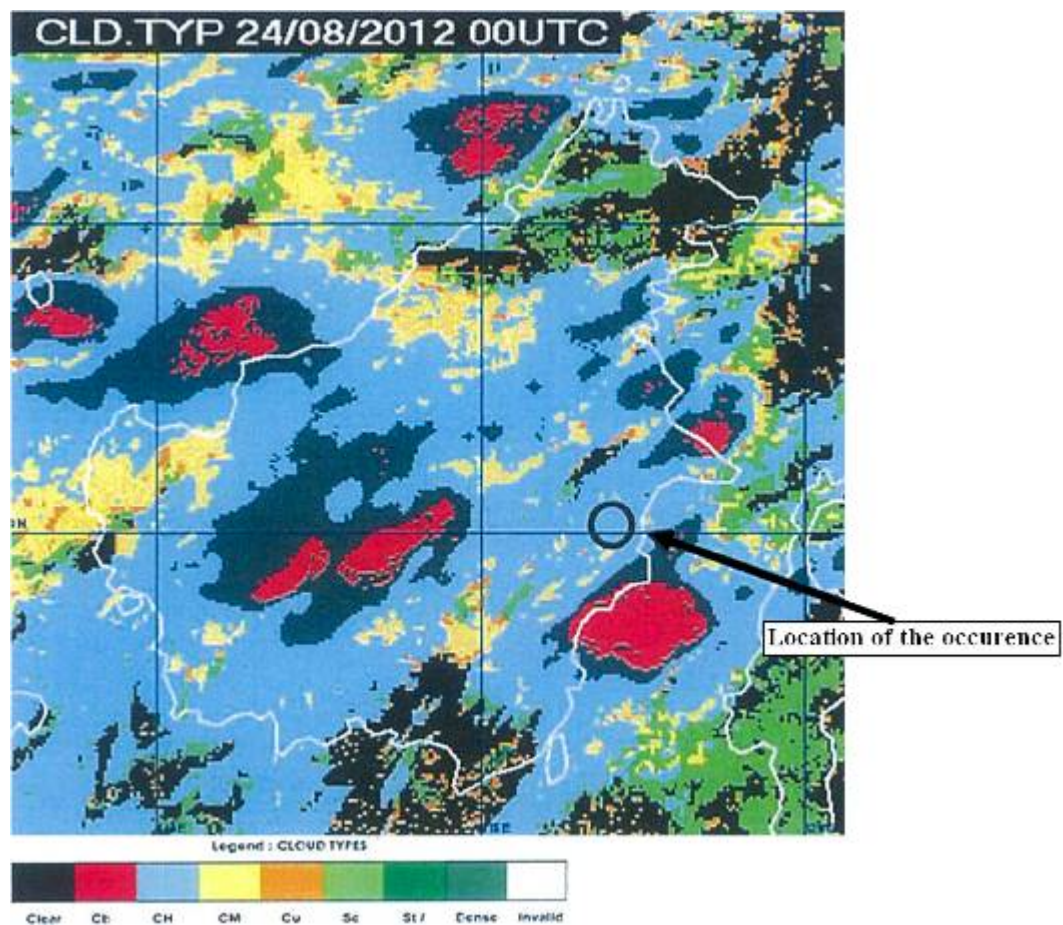 CLD.TYP 24/08/2012 00UTC
Location of the occurence
Legend : CLOUD TYPES
Clear Cb CH CM Cu Sc St / Dense Invalid